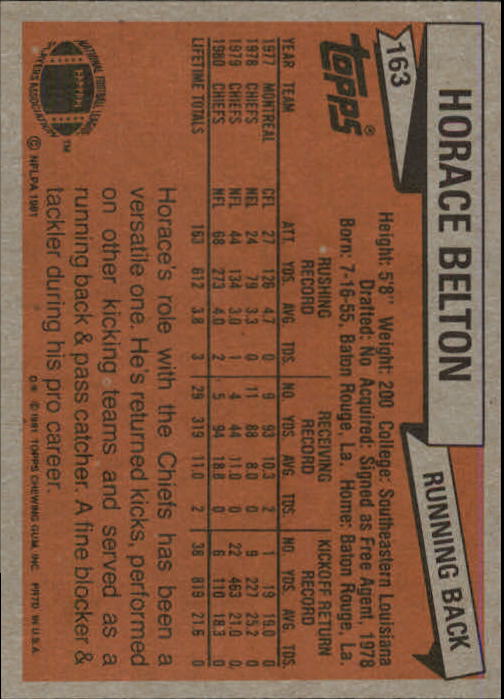 163
HORACE BELTON
RUNNING BACK
topps®
Height: 5'8" Weight: 200 College: Southeastern Louisiana
Drafted: No Acquired: Signed as Free Agent, 1978
Born: 7-16-55, Baton Rouge, La. Home: Baton Rouge, La.
RUSHING RECORD RECEIVING RECORD KICKOFF RETURN RECORD
YEAR TEAM ATT. YDS. AVG. TDS. NO. YDS. AVG. TDS. NO. YDS. AVG. TDS.
1977 MONTREAL CFL 27 126 4.7 0 9 93 10.3 2 1 19 19.0 0
1978 CHIEFS NFL 24 79 3.3 0 11 88 8.0 0 9 227 25.2 0
1979 CHIEFS NFL 44 134 3.0 1 4 44 11.0 0 22 463 21.0 0
1980 CHIEFS NFL 68 273 4.0 2 5 94 18.8 0 6 110 18.3 0
LIFETIME TOTALS 163 612 3.8 3 29 319 11.0 2 38 819 21.6 0
Horace's role with the Chiefs has been a
versatile one. He's returned kicks, performed
on other kicking teams and served as a
running back & pass catcher. A fine blocker &
tackler during his pro career.
NATIONAL FOOTBALL LEAGUE
PLAYERS ASSOCIATION
TM
© NFLPA 1981
D* © 1981 TOPPS CHEWING GUM, INC. PRTD. IN U.S.A.